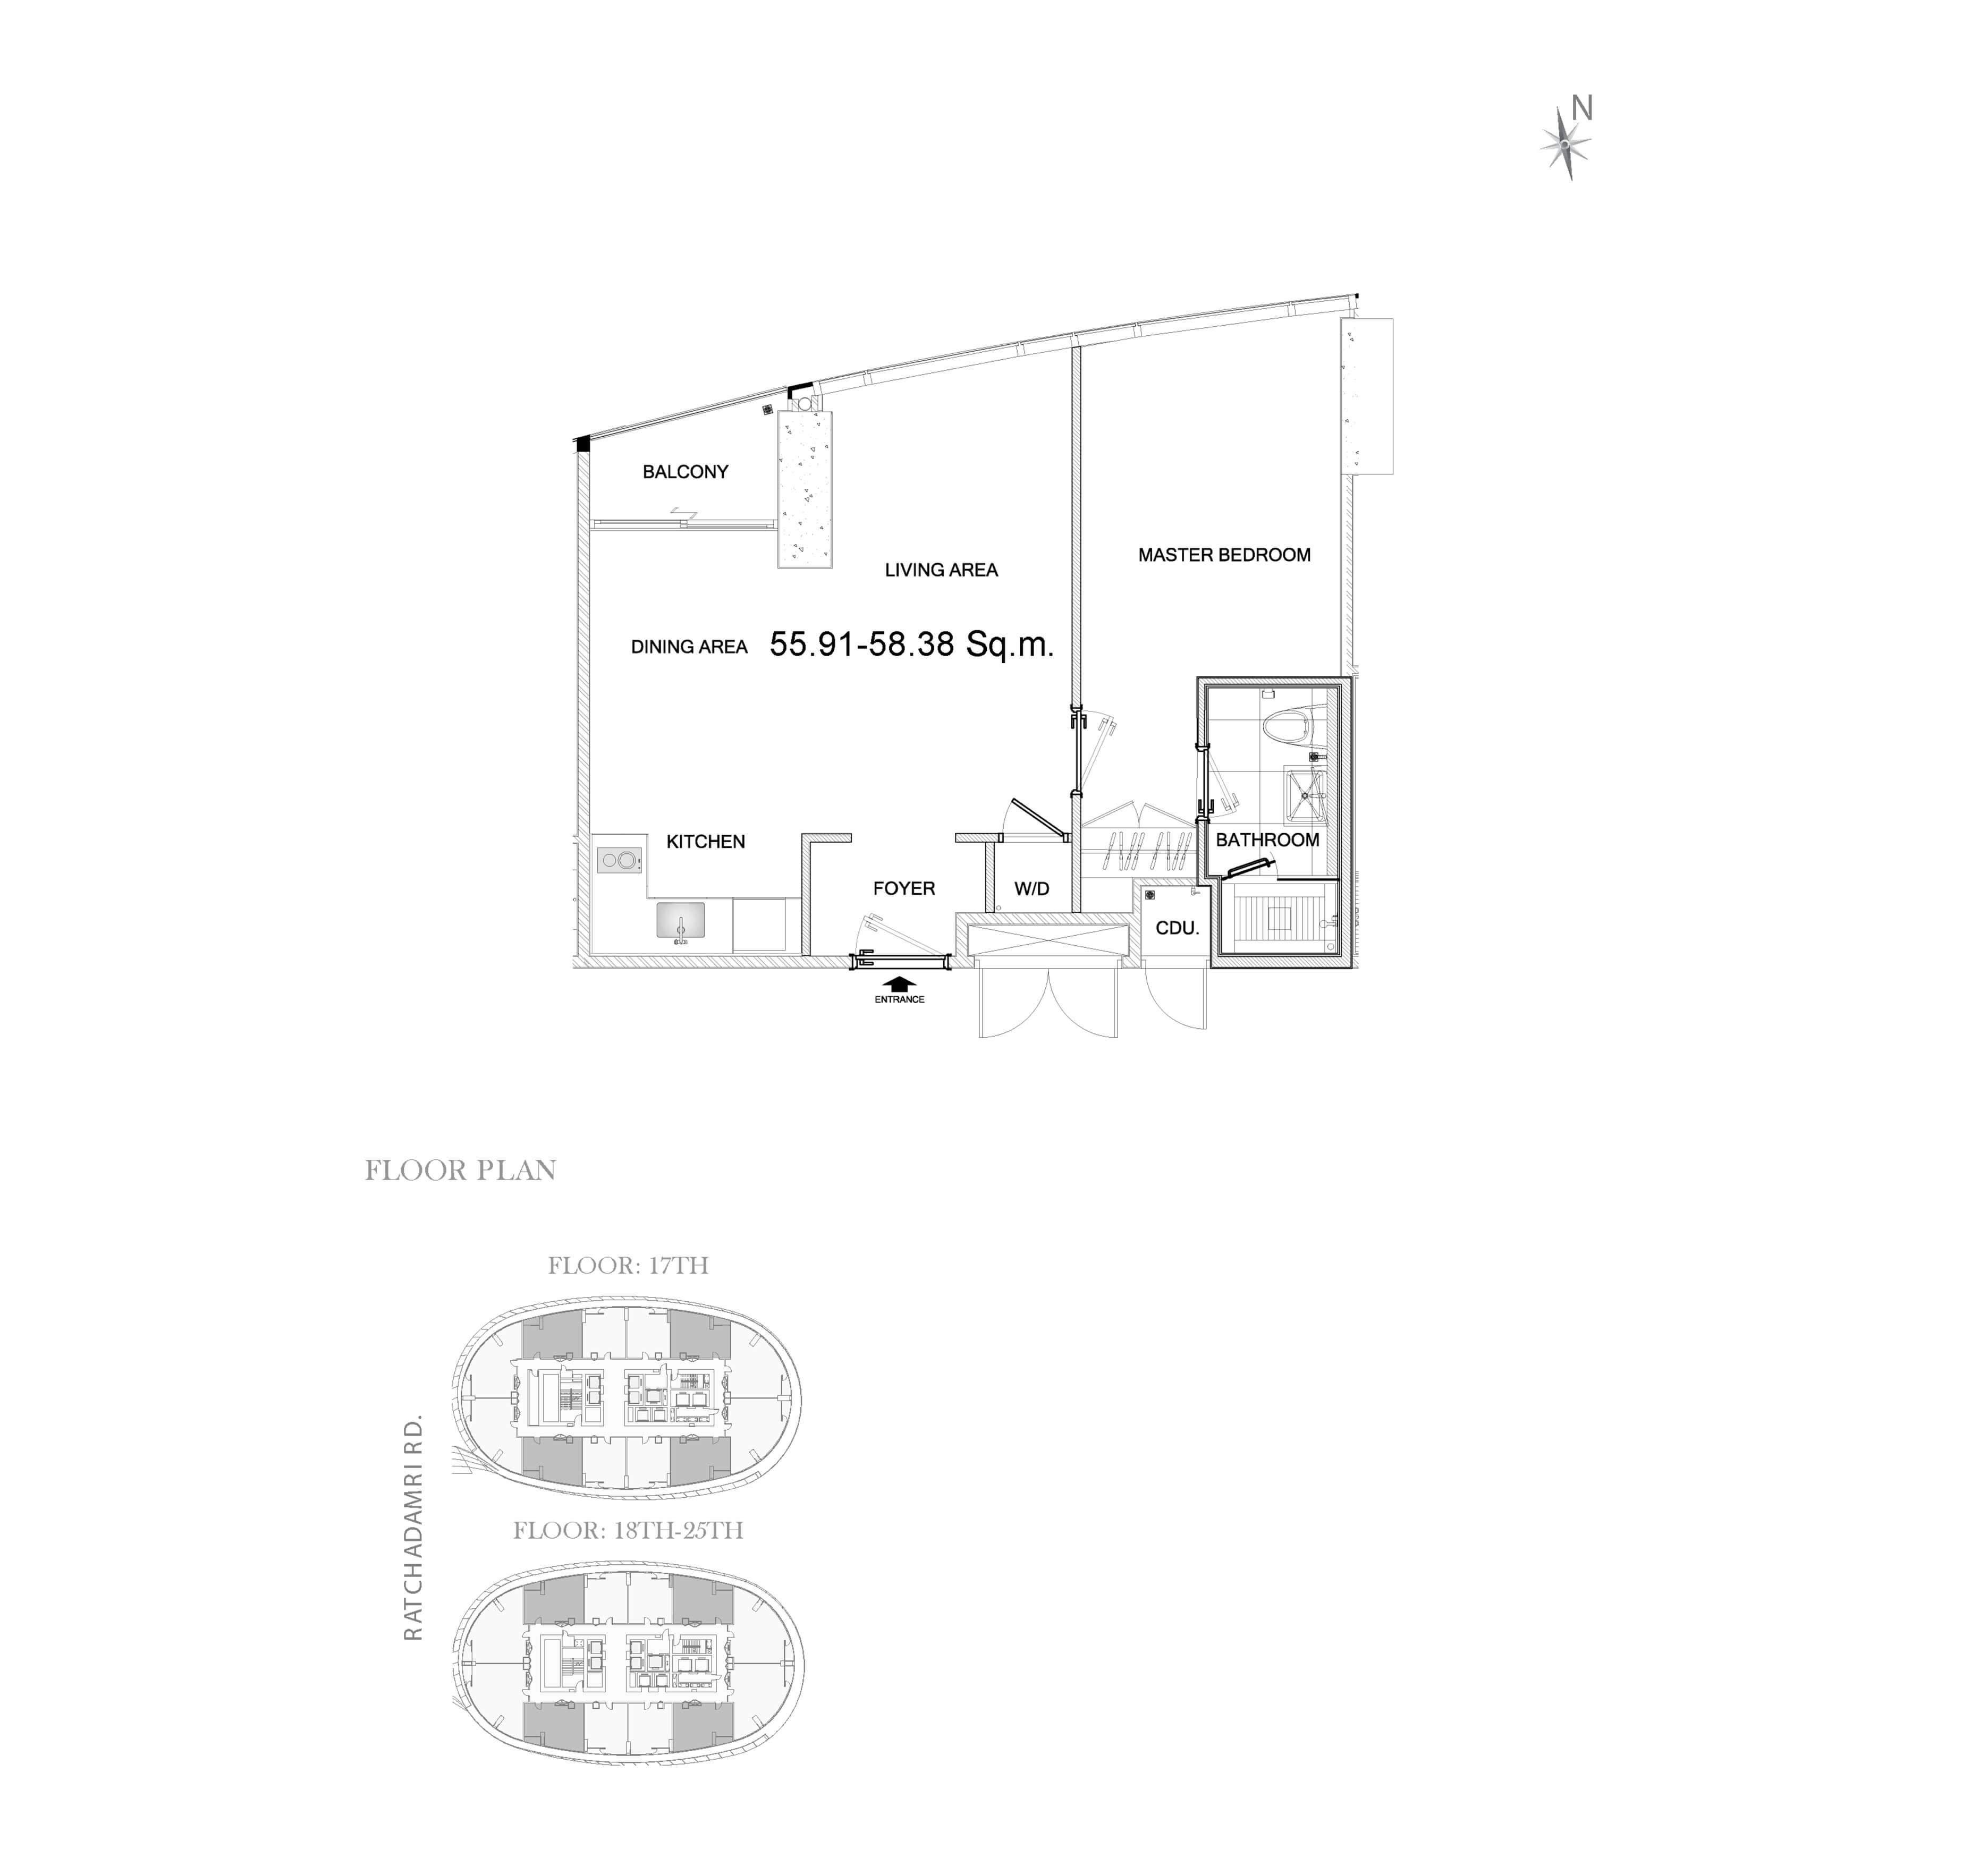 N
BALCONY
MASTER BEDROOM
LIVING AREA
DINING AREA
55.91-58.38 Sq.m.
KITCHEN
BATHROOM
FOYER
W/D
CDU.
ENTRANCE
FLOOR PLAN
FLOOR: 17TH
RATCHADAMRI RD.
FLOOR: 18TH-25TH